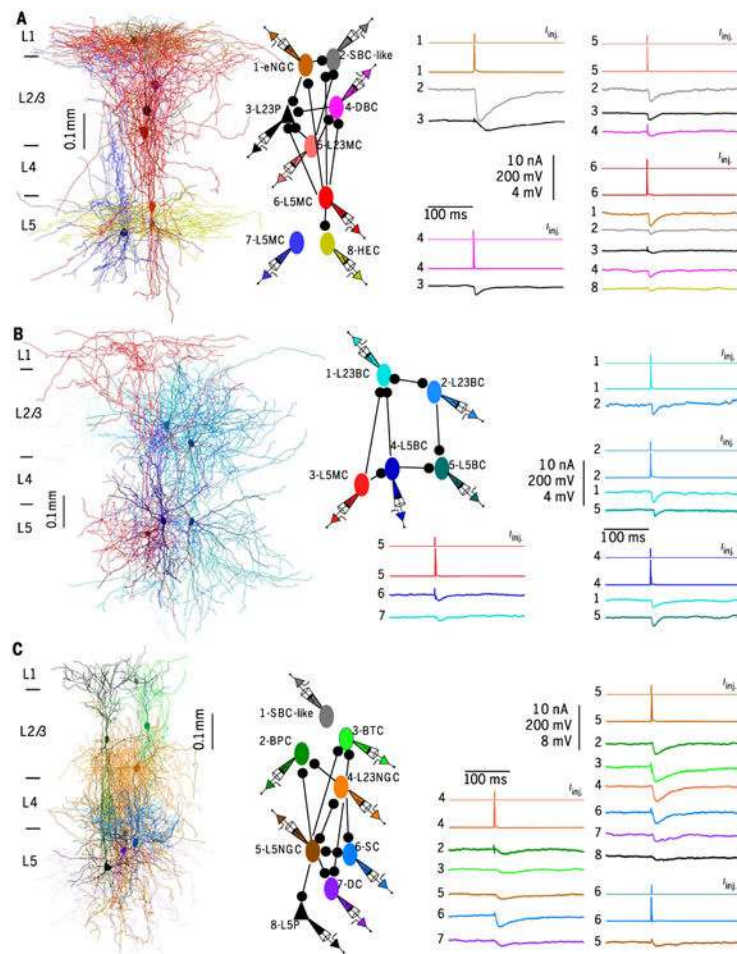 A
L1
L2/3
L4
L5
0.1mm
1-eNGC
2-SBC-like
3-L23P
4-DBC
5-L23MC
6-L5MC
7-L5MC
8-HEC
1 Iinj.
1
2
3
10 nA
200 mV
4 mV
100 ms
4 Iinj.
4
3
5 Iinj.
5
2
3
4
6 Iinj.
6
1
2
3
4
8
B
L1
L2/3
L4
L5
0.1mm
1-L23BC
2-L23BC
3-L5MC
4-L5BC
5-L5BC
5 Iinj.
5
6
7
10 nA
200 mV
4 mV
100 ms
1 Iinj.
1
2
2 Iinj.
2
1
5
4 Iinj.
4
1
5
C
L1
L2/3
L4
L5
0.1mm
1-SBC-like
2-BPC
3-BTC
4-L23NGC
5-L5NGC
6-SC
7-DC
8-L5P
10 nA
200 mV
8 mV
100 ms
4 Iinj.
4
2
3
5
6
7
5 Iinj.
5
2
3
4
6
7
8
6 Iinj.
6
5